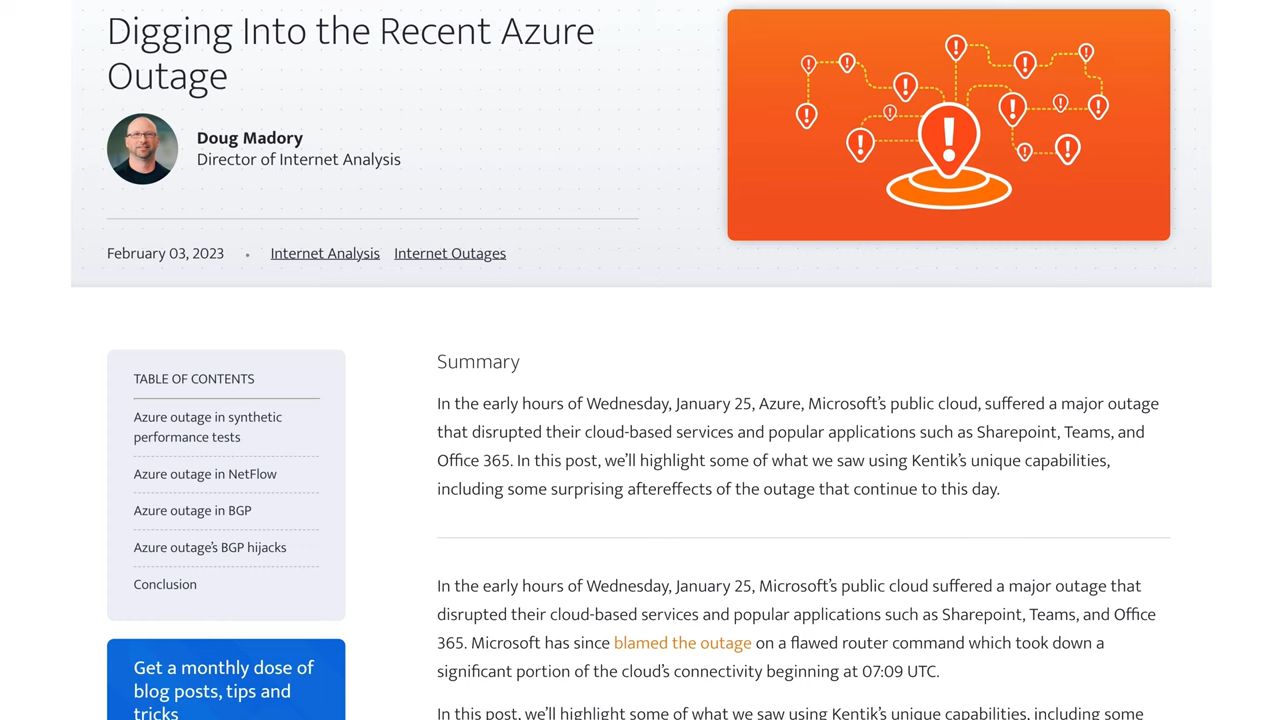 Digging Into the Recent Azure
Outage
Doug Madory
Director of Internet Analysis
February 03, 2023 • Internet Analysis Internet Outages
TABLE OF CONTENTS
Azure outage in synthetic
performance tests
Azure outage in NetFlow
Azure outage in BGP
Azure outage’s BGP hijacks
Conclusion
Get a monthly dose of
blog posts, tips and
tricks
Summary
In the early hours of Wednesday, January 25, Azure, Microsoft’s public cloud, suffered a major outage
that disrupted their cloud-based services and popular applications such as Sharepoint, Teams, and
Office 365. In this post, we’ll highlight some of what we saw using Kentik’s unique capabilities,
including some surprising aftereffects of the outage that continue to this day.
In the early hours of Wednesday, January 25, Microsoft’s public cloud suffered a major outage that
disrupted their cloud-based services and popular applications such as Sharepoint, Teams, and Office
365. Microsoft has since blamed the outage on a flawed router command which took down a
significant portion of the cloud’s connectivity beginning at 07:09 UTC.
In this post, we’ll highlight some of what we saw using Kentik’s unique capabilities, including some